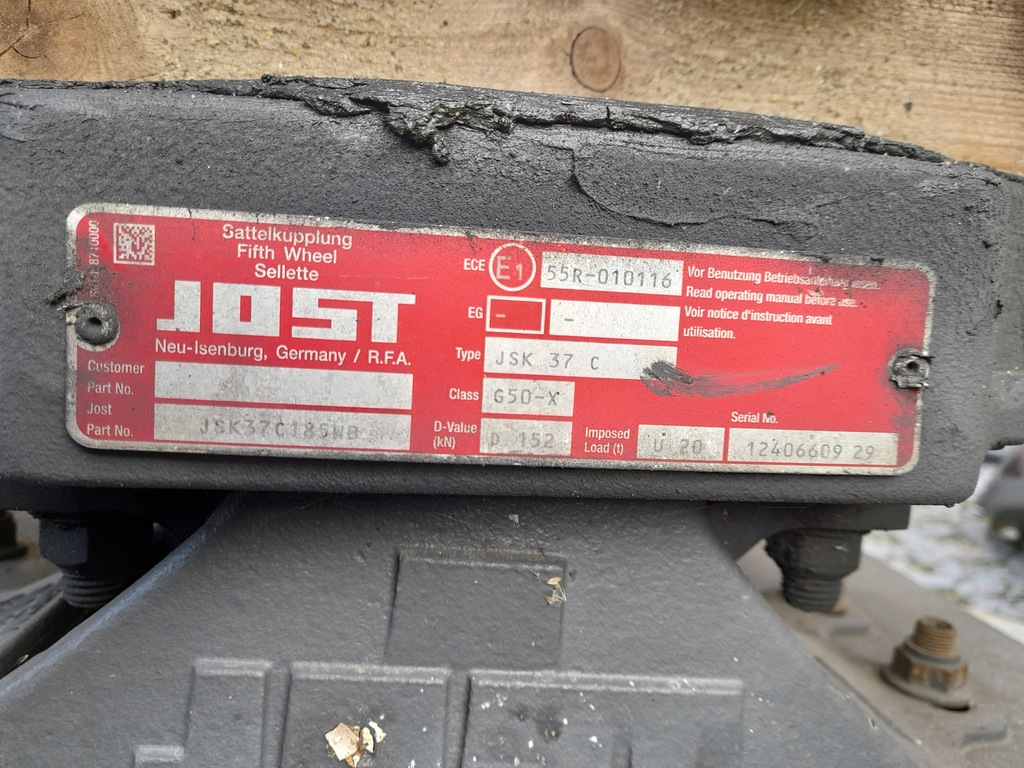 8710000
Sattelkupplung
Fifth Wheel
Sellette
JOST
Neu-Isenburg, Germany / R.F.A.
Customer
Part No.
Jost
Part No. JSK37C185WB
ECE E1 55R-010116
EG - -
Type JSK 37 C
Class G50-X
D-Value
(kN) D 152
Imposed
Load (t) U 20
Serial No.
12406609 29
Vor Benutzung Betriebsanleitung lesen.
Read operating manual before use.
Voir notice d'instruction avant
utilisation.